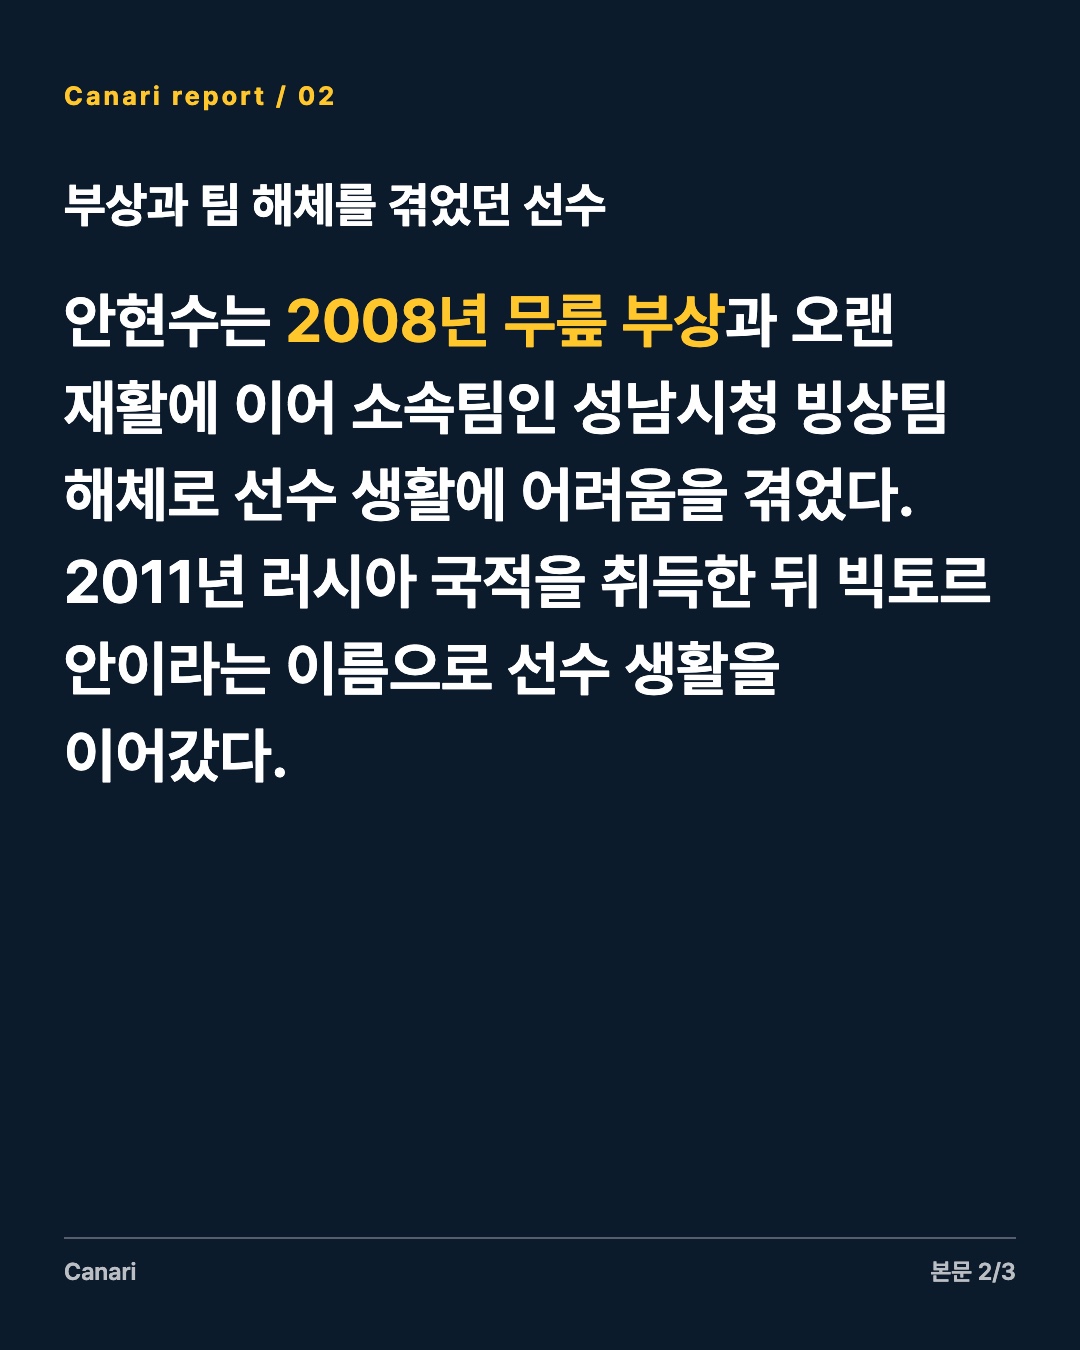 Canari report / 02
부상과 팀 해체를 겪었던 선수
안현수는 2008년 무릎 부상과 오랜
재활에 이어 소속팀인 성남시청 빙상팀
해체로 선수 생활에 어려움을 겪었다.
2011년 러시아 국적을 취득한 뒤 빅토르
안이라는 이름으로 선수 생활을
이어갔다.
Canari
본문 2/3